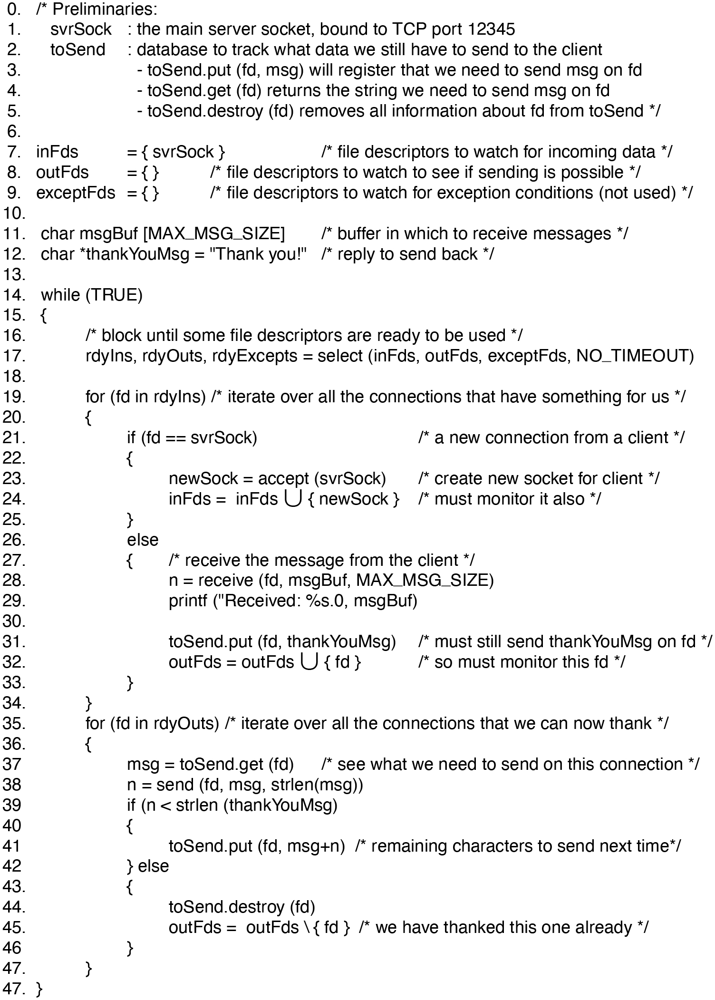 0. /* Preliminaries:
1. svrSock : the main server socket, bound to TCP port 12345
2. toSend : database to track what data we still have to send to the client
3. - toSend.put (fd, msg) will register that we need to send msg on fd
4. - toSend.get (fd) returns the string we need to send msg on fd
5. - toSend.destroy (fd) removes all information about fd from toSend */
6.
7. inFds = { svrSock } /* file descriptors to watch for incoming data */
8. outFds = { } /* file descriptors to watch to see if sending is possible */
9. exceptFds = { } /* file descriptors to watch for exception conditions (not used) */
10.
11. char msgBuf [MAX_MSG_SIZE] /* buffer in which to receive messages */
12. char *thankYouMsg = "Thank you!" /* reply to send back */
13.
14. while (TRUE)
15. {
16. /* block until some file descriptors are ready to be used */
17. rdyIns, rdyOuts, rdyExcepts = select (inFds, outFds, exceptFds, NO_TIMEOUT)
18.
19. for (fd in rdyIns) /* iterate over all the connections that have something for us */
20. {
21. if (fd == svrSock) /* a new connection from a client */
22. {
23. newSock = accept (svrSock) /* create new socket for client */
24. inFds = inFds ⋃ { newSock } /* must monitor it also */
25. }
26. else
27. { /* receive the message from the client */
28. n = receive (fd, msgBuf, MAX_MSG_SIZE)
29. printf ("Received: %s.0, msgBuf)
30.
31. toSend.put (fd, thankYouMsg) /* must still send thankYouMsg on fd */
32. outFds = outFds ⋃ { fd } /* so must monitor this fd */
33. }
34. }
35. for (fd in rdyOuts) /* iterate over all the connections that we can now thank */
36. {
37 msg = toSend.get (fd) /* see what we need to send on this connection */
38 n = send (fd, msg, strlen(msg))
39 if (n < strlen (thankYouMsg)
40 {
41 toSend.put (fd, msg+n) /* remaining characters to send next time*/
42 } else
43. {
44. toSend.destroy (fd)
45. outFds = outFds \ { fd } /* we have thanked this one already */
46 }
47. }
47. }